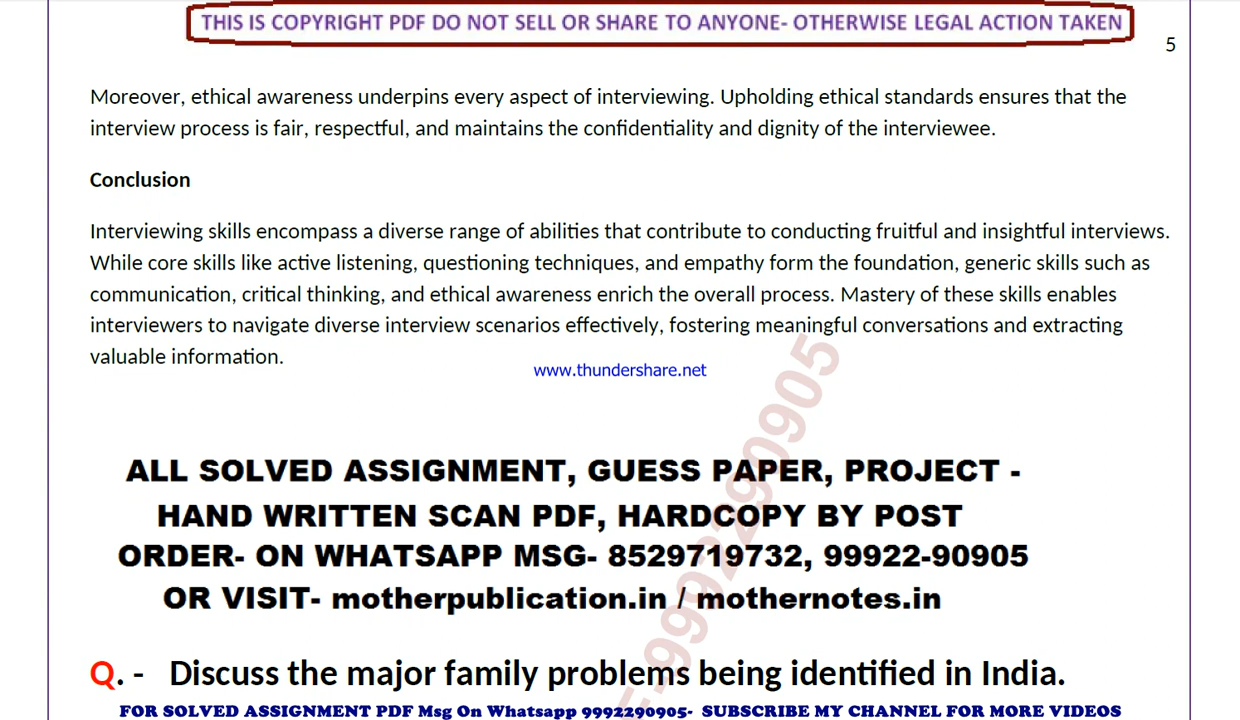 THIS IS COPYRIGHT PDF DO NOT SELL OR SHARE TO ANYONE- OTHERWISE LEGAL ACTION TAKEN
5
Moreover, ethical awareness underpins every aspect of interviewing. Upholding ethical standards ensures that the
interview process is fair, respectful, and maintains the confidentiality and dignity of the interviewee.
Conclusion
Interviewing skills encompass a diverse range of abilities that contribute to conducting fruitful and insightful interviews.
While core skills like active listening, questioning techniques, and empathy form the foundation, generic skills such as
communication, critical thinking, and ethical awareness enrich the overall process. Mastery of these skills enables
interviewers to navigate diverse interview scenarios effectively, fostering meaningful conversations and extracting
valuable information.
www.thundershare.net
ALL SOLVED ASSIGNMENT, GUESS PAPER, PROJECT -
HAND WRITTEN SCAN PDF, HARDCOPY BY POST
ORDER- ON WHATSAPP MSG- 8529719732, 99922-90905
OR VISIT- motherpublication.in / mothernotes.in
-9992290905
Q. - Discuss the major family problems being identified in India.
FOR SOLVED ASSIGNMENT PDF Msg On Whatsapp 9992290905- SUBSCRIBE MY CHANNEL FOR MORE VIDEOS